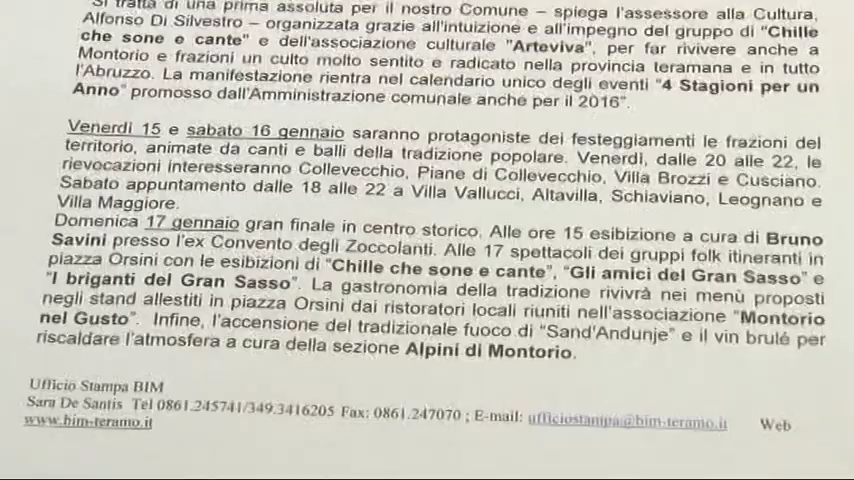 Si tratta di una prima assoluta per il nostro Comune – spiega l'assessore alla Cultura,
Alfonso Di Silvestro – organizzata grazie all'intuizione e all'impegno del gruppo di "Chille
che sone e cante" e dell'associazione culturale "Arteviva", per far rivivere anche a
Montorio e frazioni un culto molto sentito e radicato nella provincia teramana e in tutto
l'Abruzzo. La manifestazione rientra nel calendario unico degli eventi "4 Stagioni per un
Anno" promosso dall'Amministrazione comunale anche per il 2016".
Venerdì 15 e sabato 16 gennaio saranno protagoniste dei festeggiamenti le frazioni del
territorio, animate da canti e balli della tradizione popolare. Venerdì, dalle 20 alle 22, le
rievocazioni interesseranno Collevecchio, Piane di Collevecchio, Villa Brozzi e Cusciano.
Sabato appuntamento dalle 18 alle 22 a Villa Vallucci, Altavilla, Schiaviano, Leognano e
Villa Maggiore.
Domenica 17 gennaio gran finale in centro storico. Alle ore 15 esibizione a cura di Bruno
Savini presso l'ex Convento degli Zoccolanti. Alle 17 spettacoli dei gruppi folk itineranti in
piazza Orsini con le esibizioni di "Chille che sone e cante", "Gli amici del Gran Sasso" e
"I briganti del Gran Sasso". La gastronomia della tradizione rivivrà nei menù proposti
negli stand allestiti in piazza Orsini dai ristoratori locali riuniti nell'associazione "Montorio
nel Gusto". Infine, l'accensione del tradizionale fuoco di "Sand'Andunje" e il vin brulé per
riscaldare l'atmosfera a cura della sezione Alpini di Montorio.
Ufficio Stampa BIM
Sara De Santis Tel 0861.245741/349.3416205 Fax: 0861.247070 ; E-mail: ufficiostampa@bim-teramo.it Web
www.bim-teramo.it